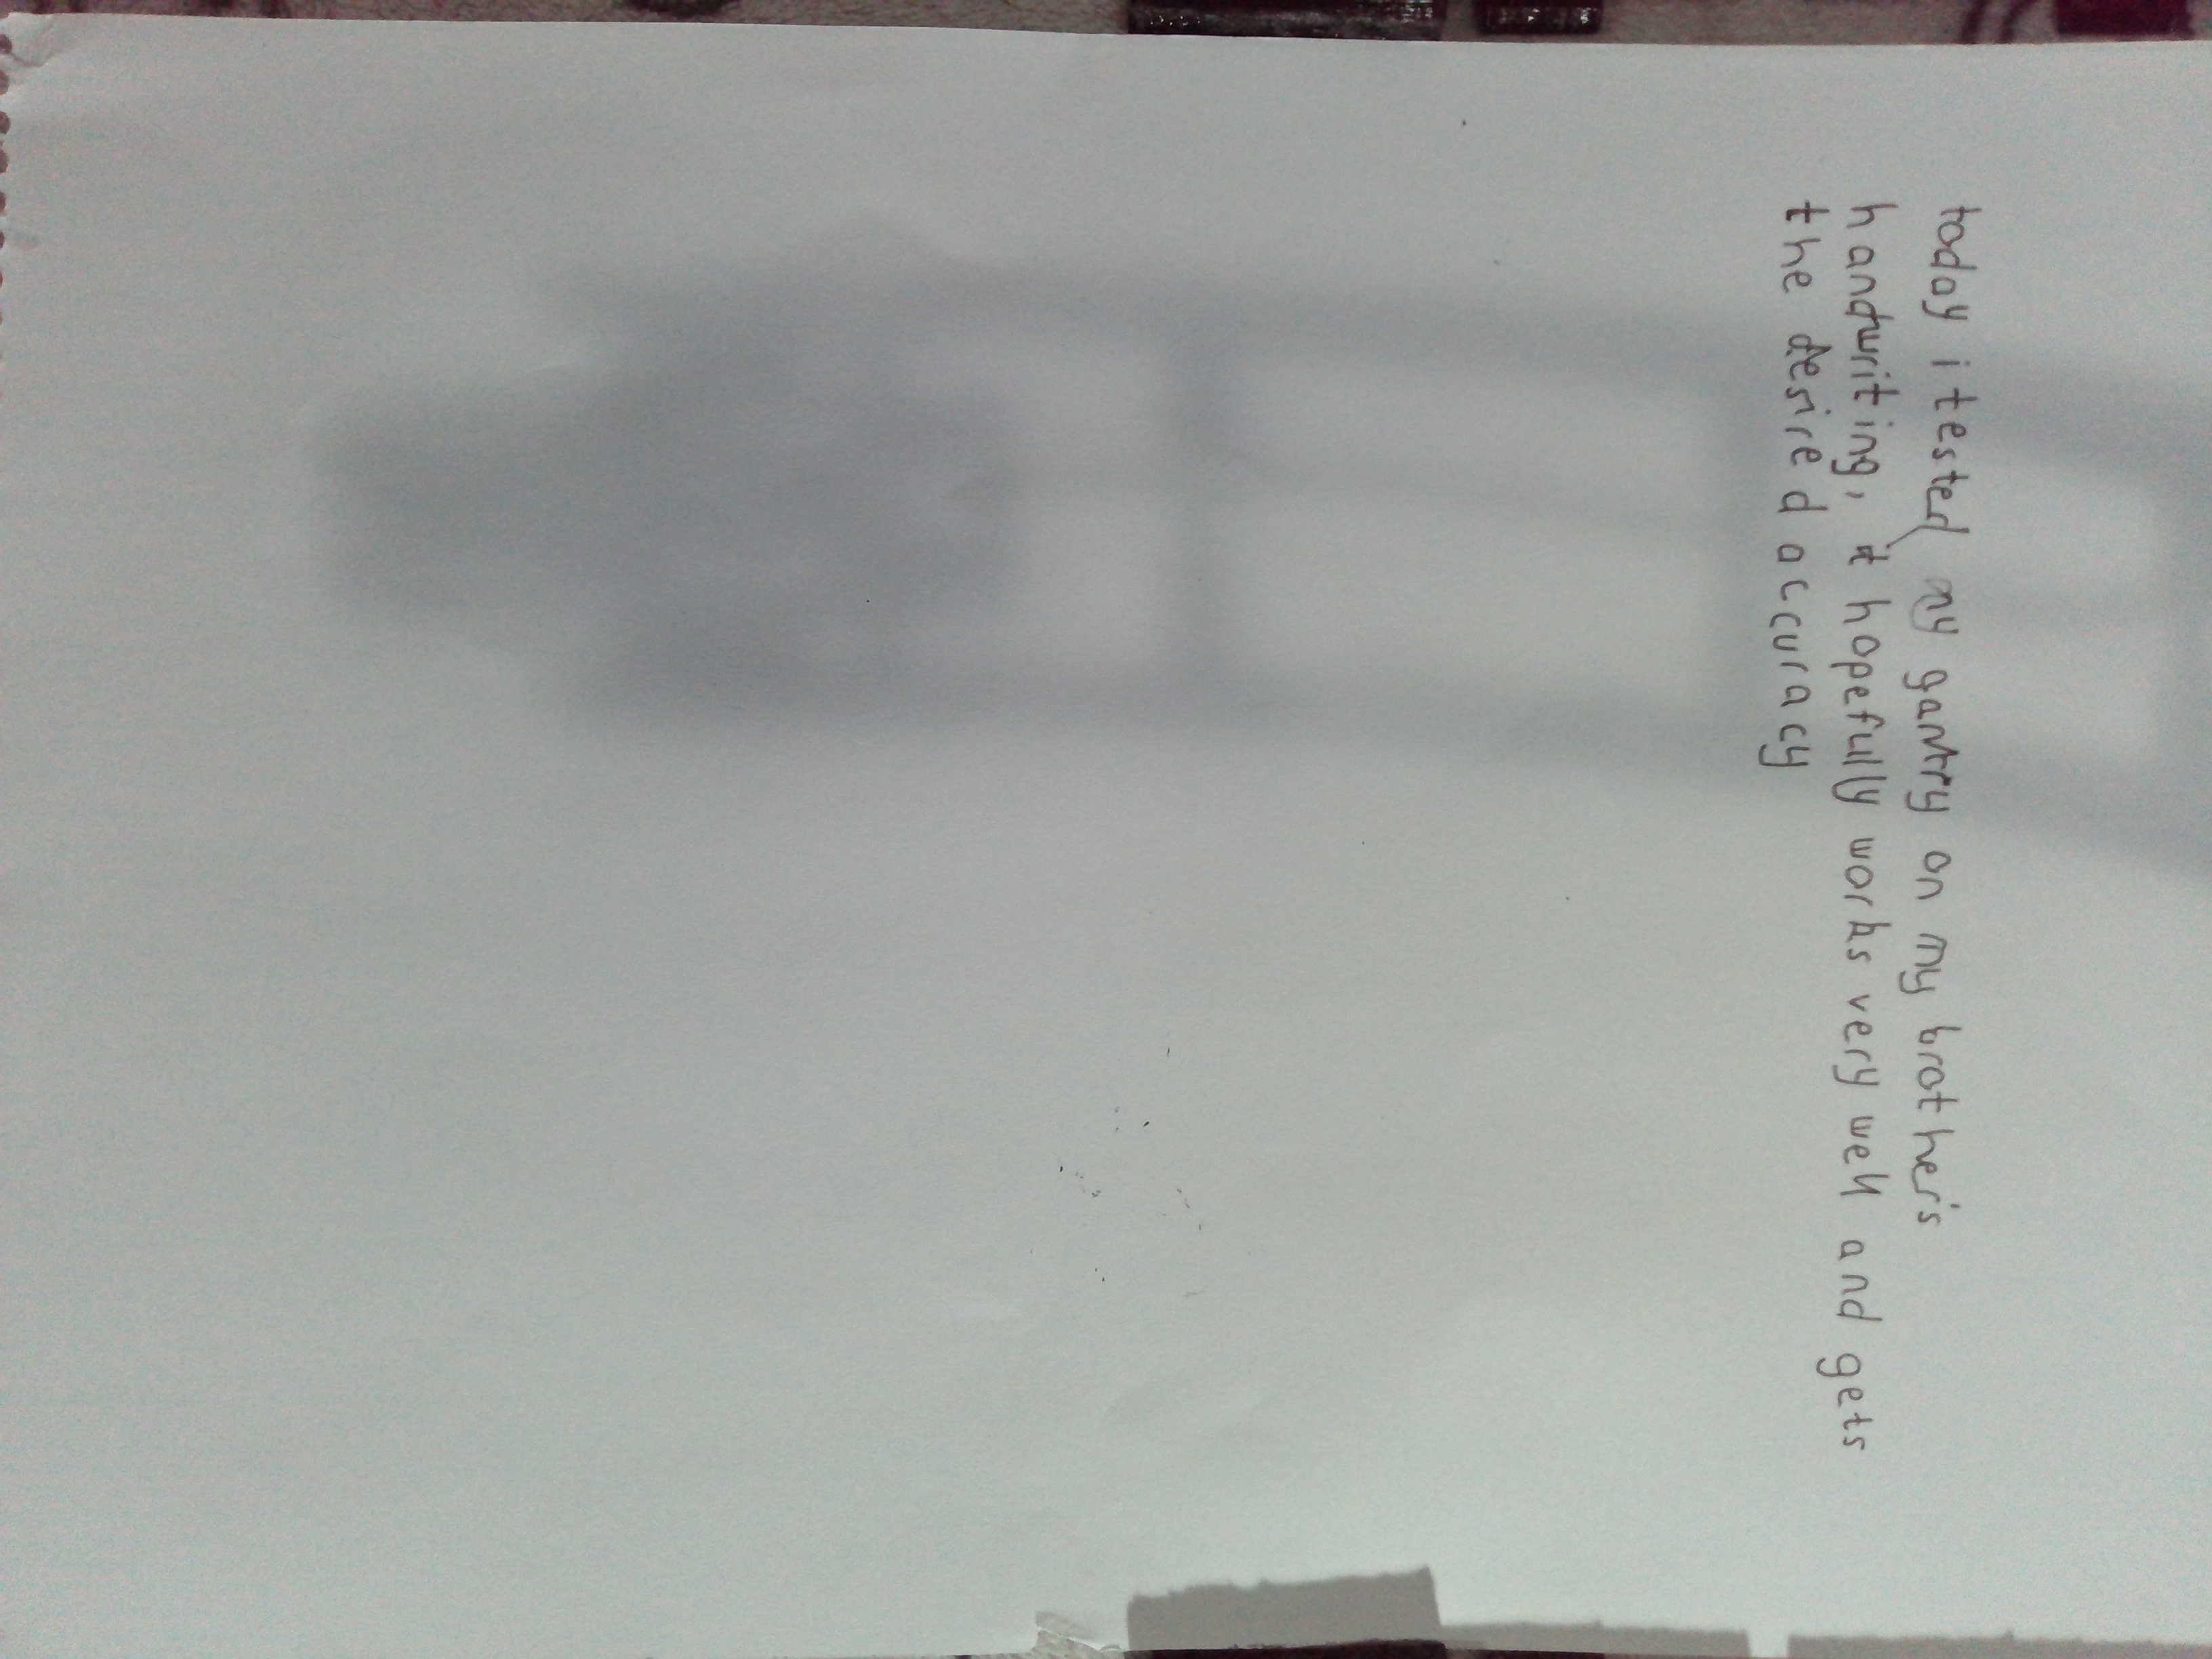 today i tested my gantry on my brother's
handwriting, it hopefully works very well and gets
the desired accuracy